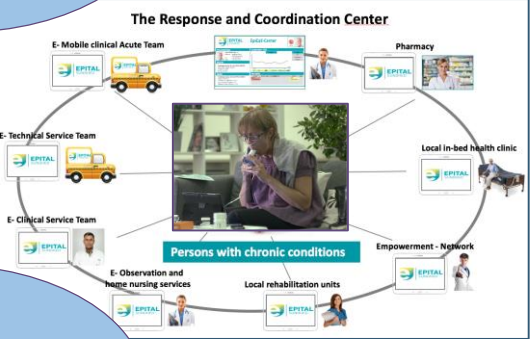 The Response and Coordination Center
E- Mobile clinical Acute Team
EPITAL
Epital-Center
Pharmacy
EPITAL
E- Technical Service Team
EPITAL
Local in-bed health clinic
EPITAL
E- Clinical Service Team
EPITAL
Persons with chronic conditions
Empowerment - Network
EPITAL
E- Observation and
home nursing services
EPITAL
Local rehabilitation units
EPITAL